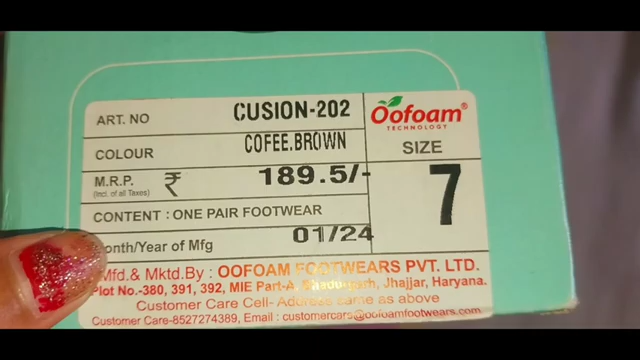 ART. NO CUSION-202
Oofoam®
TECHNOLOGY
COLOUR COFEE.BROWN
SIZE
M.R.P. ₹ 189.5/-
(Incl. of all Taxes)
7
CONTENT : ONE PAIR FOOTWEAR
Month/Year of Mfg 01/24
Mfd.& Mktd.By : OOFOAM FOOTWEARS PVT. LTD.
Plot No.-380, 391, 392, MIE Part-A, Bhadurgarh, Jhajjar, Haryana.
Customer Care Cell- Address same as above
Customer Care-8527274389, Email : customercare@oofoamfootwears.com